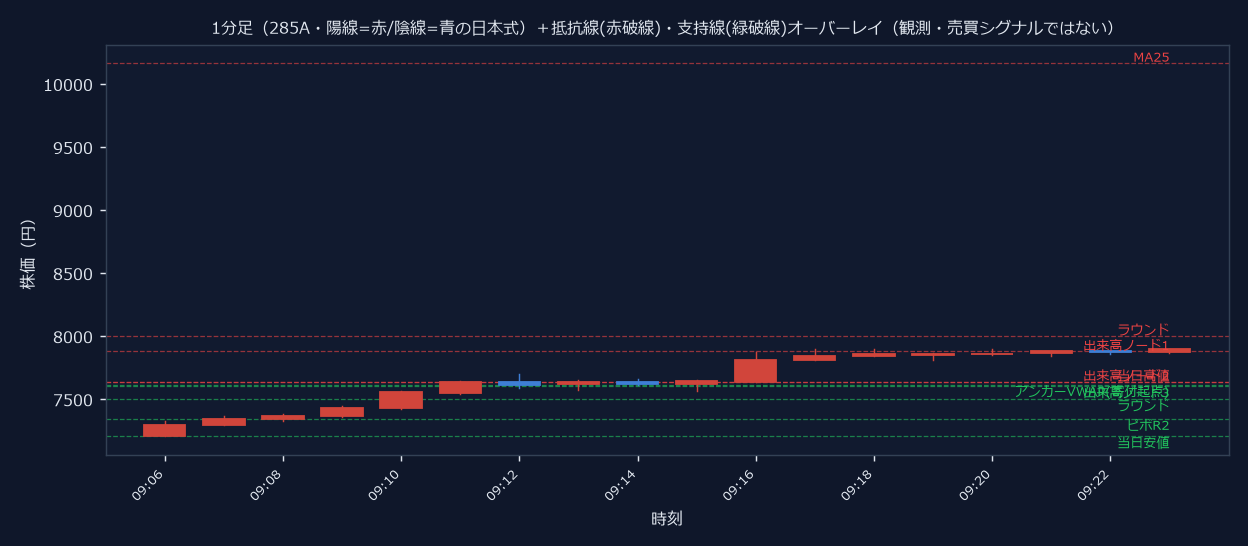 1分足（285A・陽線=赤/陰線=青の日本式）＋抵抗線(赤破線)・支持線(緑破線)オーバーレイ（観測・売買シグナルではない）
株価（円）
10000
9500
9000
8500
8000
7500
MA25
ラウンド
出来高ノード1
当日高値
ラウンド
ピボR2
当日安値
09:06
09:08
09:10
09:12
09:14
09:16
09:18
09:20
09:22
時刻